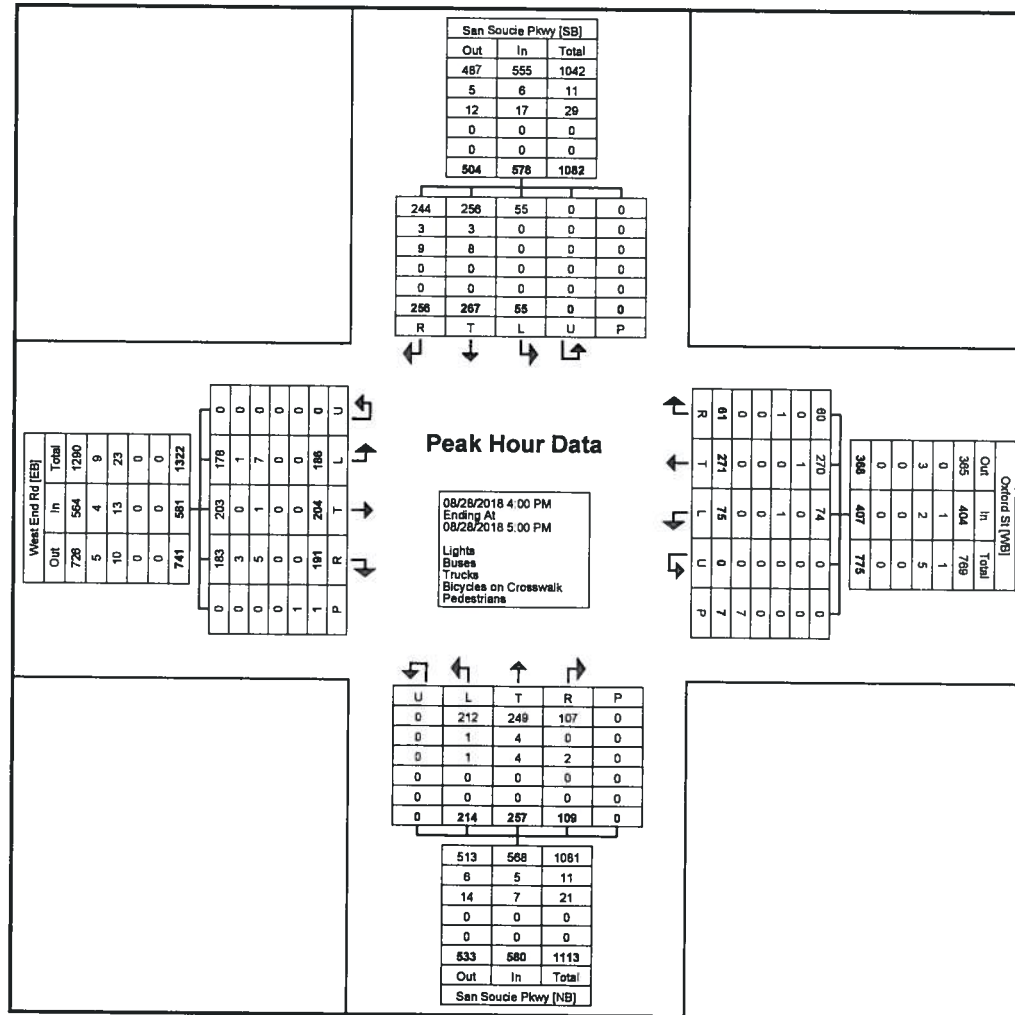 San Soucie Pkwy [SB]
Out In Total
487 555 1042
5 6 11
12 17 29
0 0 0
0 0 0
504 578 1082
244 256 55 0 0
3 3 0 0 0
9 8 0 0 0
0 0 0 0 0
0 0 0 0 0
256 267 55 0 0
R T L U P
West End Rd [EB]
Out In Total
726 564 1290
5 4 9
10 13 23
0 0 0
0 0 0
741 581 1322
0 0 0 0 0 0 U
178 1 7 0 0 186 L
203 0 1 0 0 204 T
183 3 5 0 0 191 R
0 0 0 0 1 1 P
Peak Hour Data
08/28/2018 4:00 PM
Ending At
08/28/2018 5:00 PM
Lights
Buses
Trucks
Bicycles on Crosswalk
Pedestrians
R 61 0 0 1 0 60
T 271 0 0 0 1 270
L 75 0 0 1 0 74
U 0 0 0 0 0 0
P 7 7 0 0 0 0
Oxford St [WB]
Out In Total
365 404 769
0 1 1
3 2 5
0 0 0
0 0 0
368 407 775
U L T R P
0 212 249 107 0
0 1 4 0 0
0 1 4 2 0
0 0 0 0 0
0 0 0 0 0
0 214 257 109 0
513 568 1081
6 5 11
14 7 21
0 0 0
0 0 0
533 580 1113
Out In Total
San Soucie Pkwy [NB]